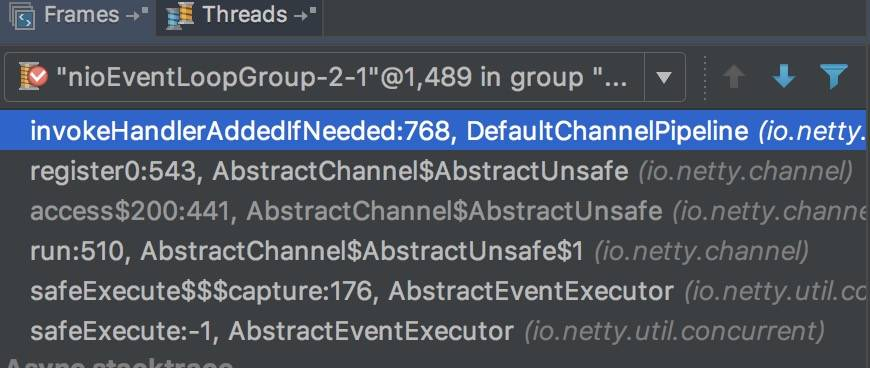 Frames Threads
"nioEventLoopGroup-2-1"@1,489 in group "...
invokeHandlerAddedIfNeeded:768, DefaultChannelPipeline (io.netty.
register0:543, AbstractChannel$AbstractUnsafe (io.netty.channel)
access$200:441, AbstractChannel$AbstractUnsafe (io.netty.channe
run:510, AbstractChannel$AbstractUnsafe$1 (io.netty.channel)
safeExecute$$$capture:176, AbstractEventExecutor (io.netty.util.co
safeExecute:-1, AbstractEventExecutor (io.netty.util.concurrent)
Async stacktrace